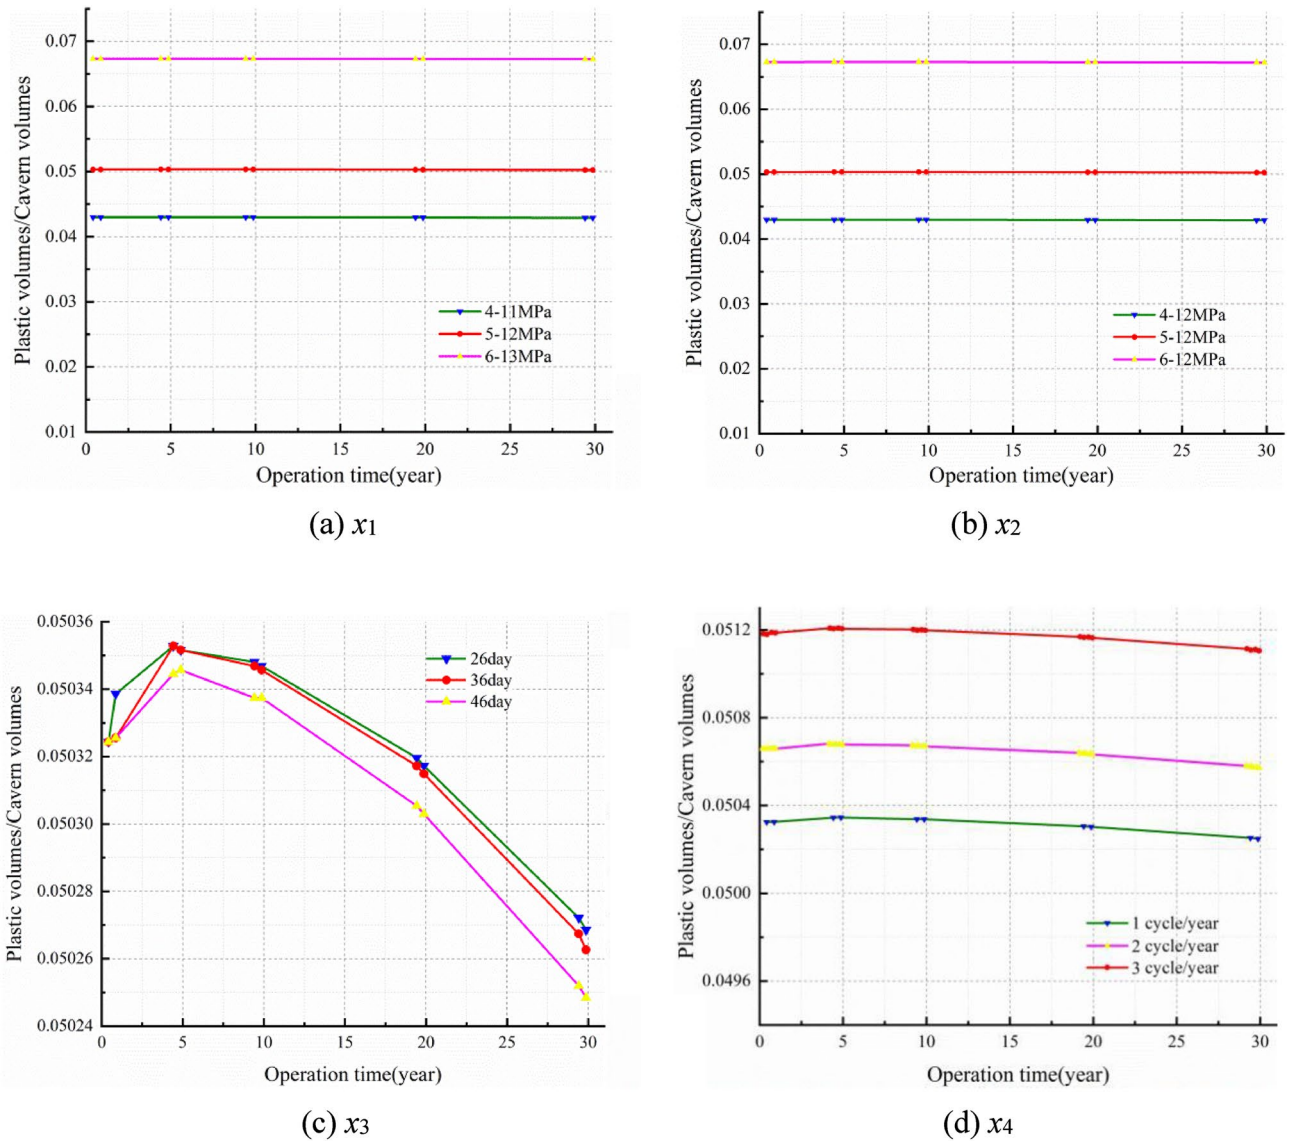 Plastic volumes/Cavern volumes
0.07
0.06
0.05
0.04
0.03
0.02
0.01
4-11MPa
5-12MPa
6-13MPa
0 5 10 15 20 25 30
Operation time(year)
(a) x1
Plastic volumes/Cavern volumes
0.07
0.06
0.05
0.04
0.03
0.02
0.01
4-12MPa
5-12MPa
6-12MPa
0 5 10 15 20 25 30
Operation time(year)
(b) x2
Plastic volumes/Cavern volumes
0.05036
0.05034
0.05032
0.05030
0.05028
0.05026
0.05024
26day
36day
46day
0 5 10 15 20 25 30
Operation time(year)
(c) x3
Plastic volumes/Cavern volumes
0.0512
0.0508
0.0504
0.0500
0.0496
1 cycle/year
2 cycle/year
3 cycle/year
0 5 10 15 20 25 30
Operation time(year)
(d) x4